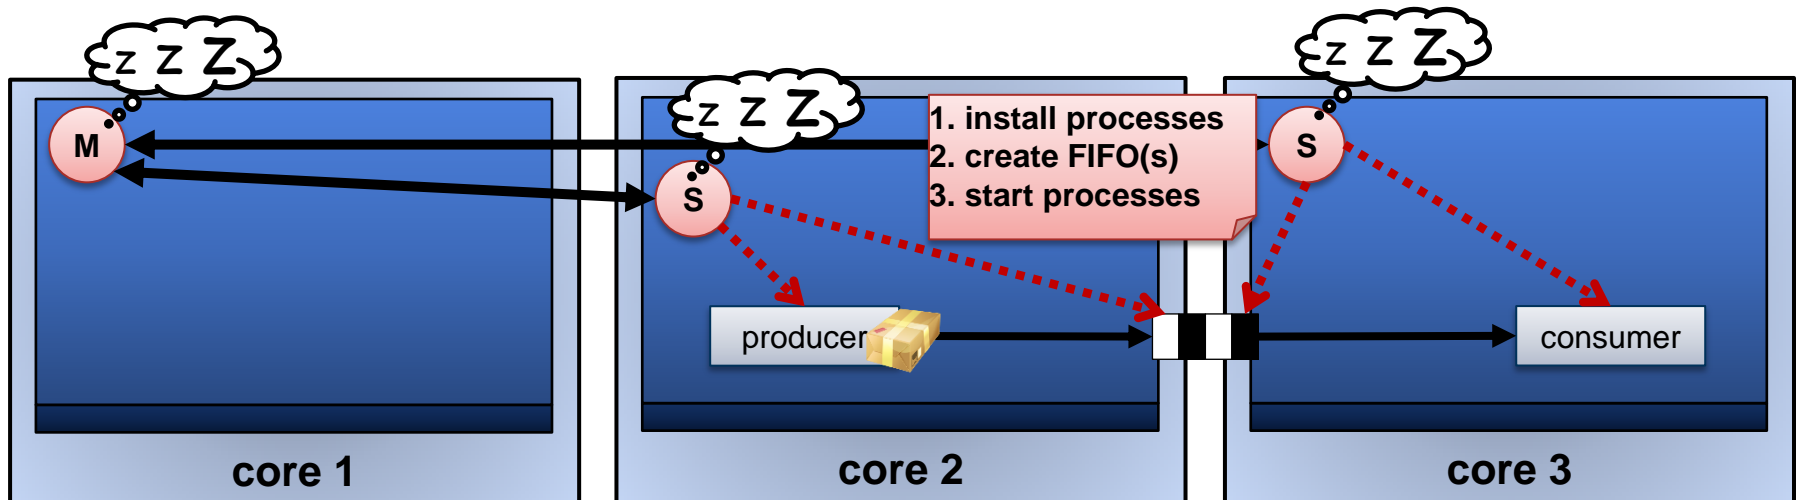 z z Z
z z Z
z z Z
M
S
S
1. install processes
2. create FIFO(s)
3. start processes
producer
consumer
core 1
core 2
core 3